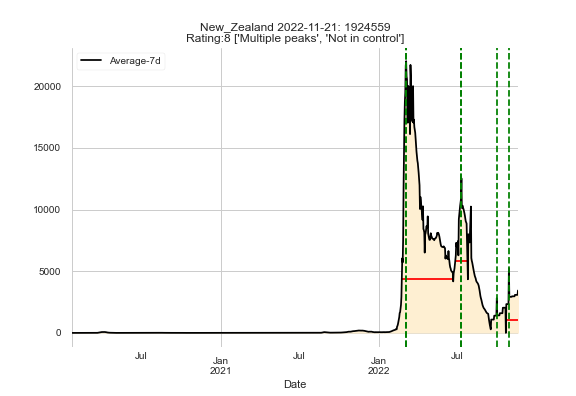 New_Zealand 2022-11-21: 1924559
Rating:8 ['Multiple peaks', 'Not in control']
Average-7d
20000
15000
10000
5000
0
Jul
Jan
2021
Jul
Jan
2022
Jul
Date